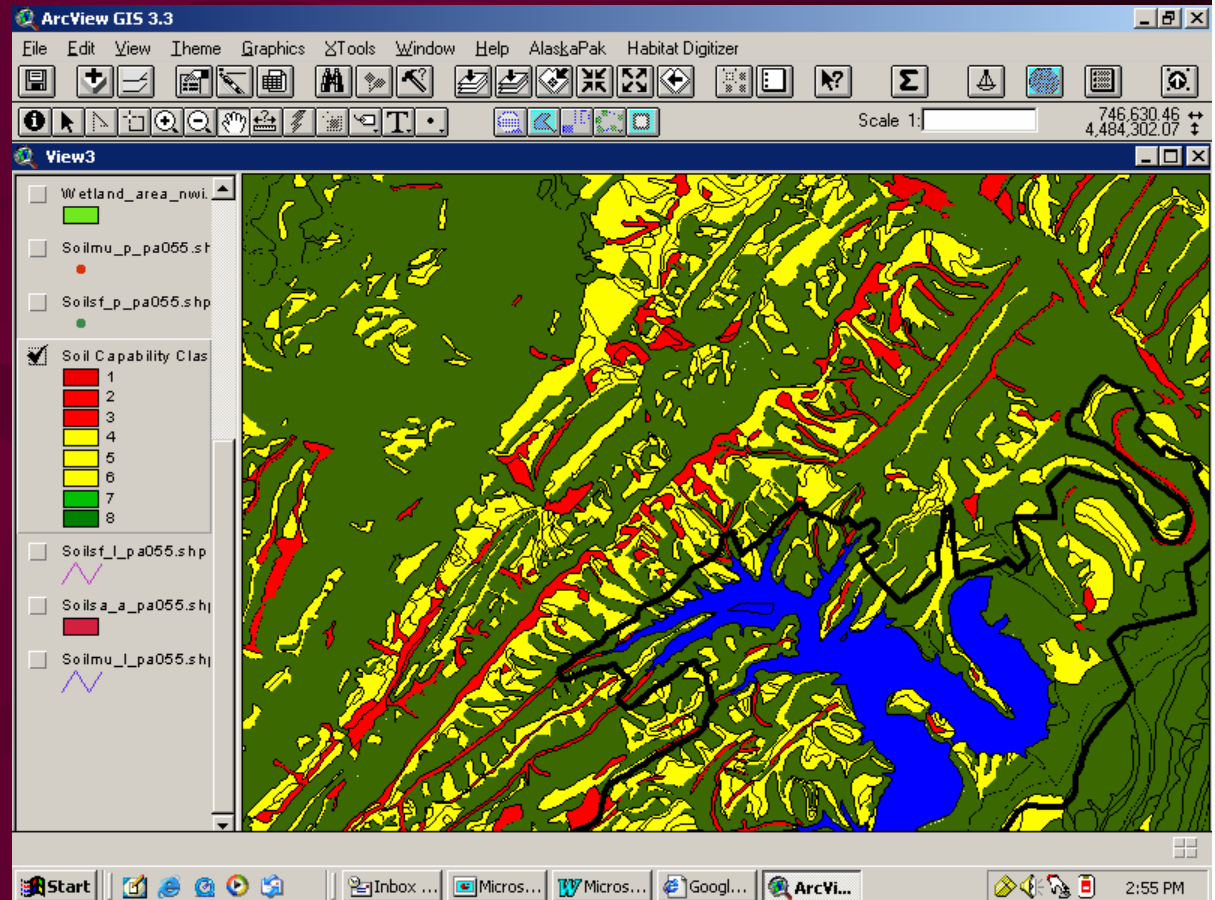 ArcView GIS 3.3
File Edit View Theme Graphics XTools Window Help AlaskaPak Habitat Digitizer
Σ
T
Scale 1:
746,630.46
4,484,302.07
View3
Wetland_area_nwi.
Soilmu_p_pa055.sh
Soilsf_p_pa055.shp
Soil Capability Clas
1
2
3
4
5
6
7
8
Soilsf_l_pa055.shp
Soilsa_a_pa055.shp
Soilmu_l_pa055.shp
Start Inbox ... Micros... Micros... Googl... ArcVi... 2:55 PM